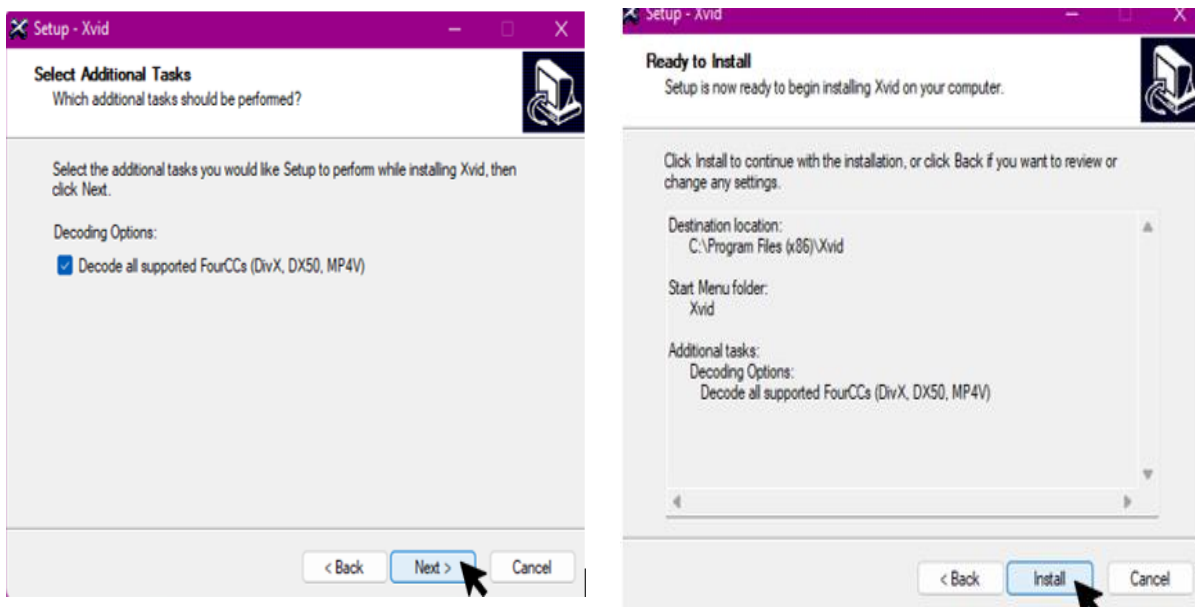 Setup - Xvid
Select Additional Tasks
Which additional tasks should be performed?
Select the additional tasks you would like Setup to perform while installing Xvid, then
click Next.
Decoding Options:
Decode all supported FourCCs (DivX, DX50, MP4V)
< Back
Next >
Cancel
Setup - Xvid
Ready to Install
Setup is now ready to begin installing Xvid on your computer.
Click Install to continue with the installation, or click Back if you want to review or
change any settings.
Destination location:
C:\Program Files (x86)\Xvid
Start Menu folder:
Xvid
Additional tasks:
Decoding Options:
Decode all supported FourCCs (DivX, DX50, MP4V)
< Back
Install
Cancel